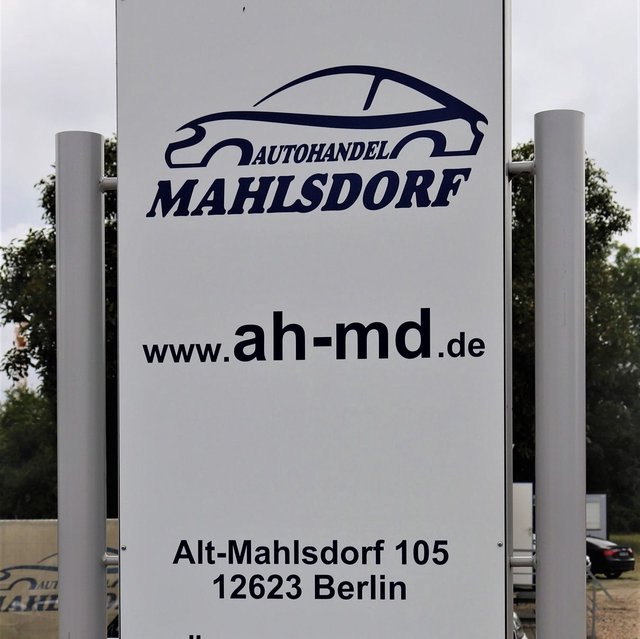 AUTOHANDEL
MAHLSDORF
www.ah-md.de
Alt-Mahlsdorf 105
12623 Berlin